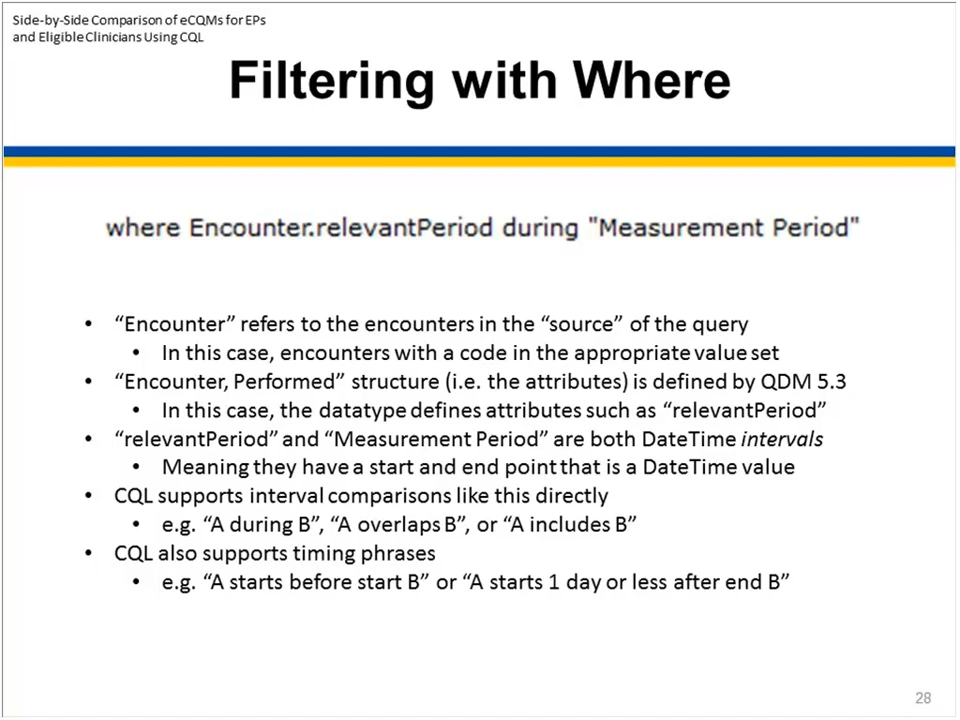 Side-by-Side Comparison of eCQMs for EPs
and Eligible Clinicians Using CQL
Filtering with Where
where Encounter.relevantPeriod during "Measurement Period"
• “Encounter” refers to the encounters in the “source” of the query
• In this case, encounters with a code in the appropriate value set
• “Encounter, Performed” structure (i.e. the attributes) is defined by QDM 5.3
• In this case, the datatype defines attributes such as “relevantPeriod”
• “relevantPeriod” and “Measurement Period” are both DateTime intervals
• Meaning they have a start and end point that is a DateTime value
• CQL supports interval comparisons like this directly
• e.g. “A during B”, “A overlaps B”, or “A includes B”
• CQL also supports timing phrases
• e.g. “A starts before start B” or “A starts 1 day or less after end B”
28